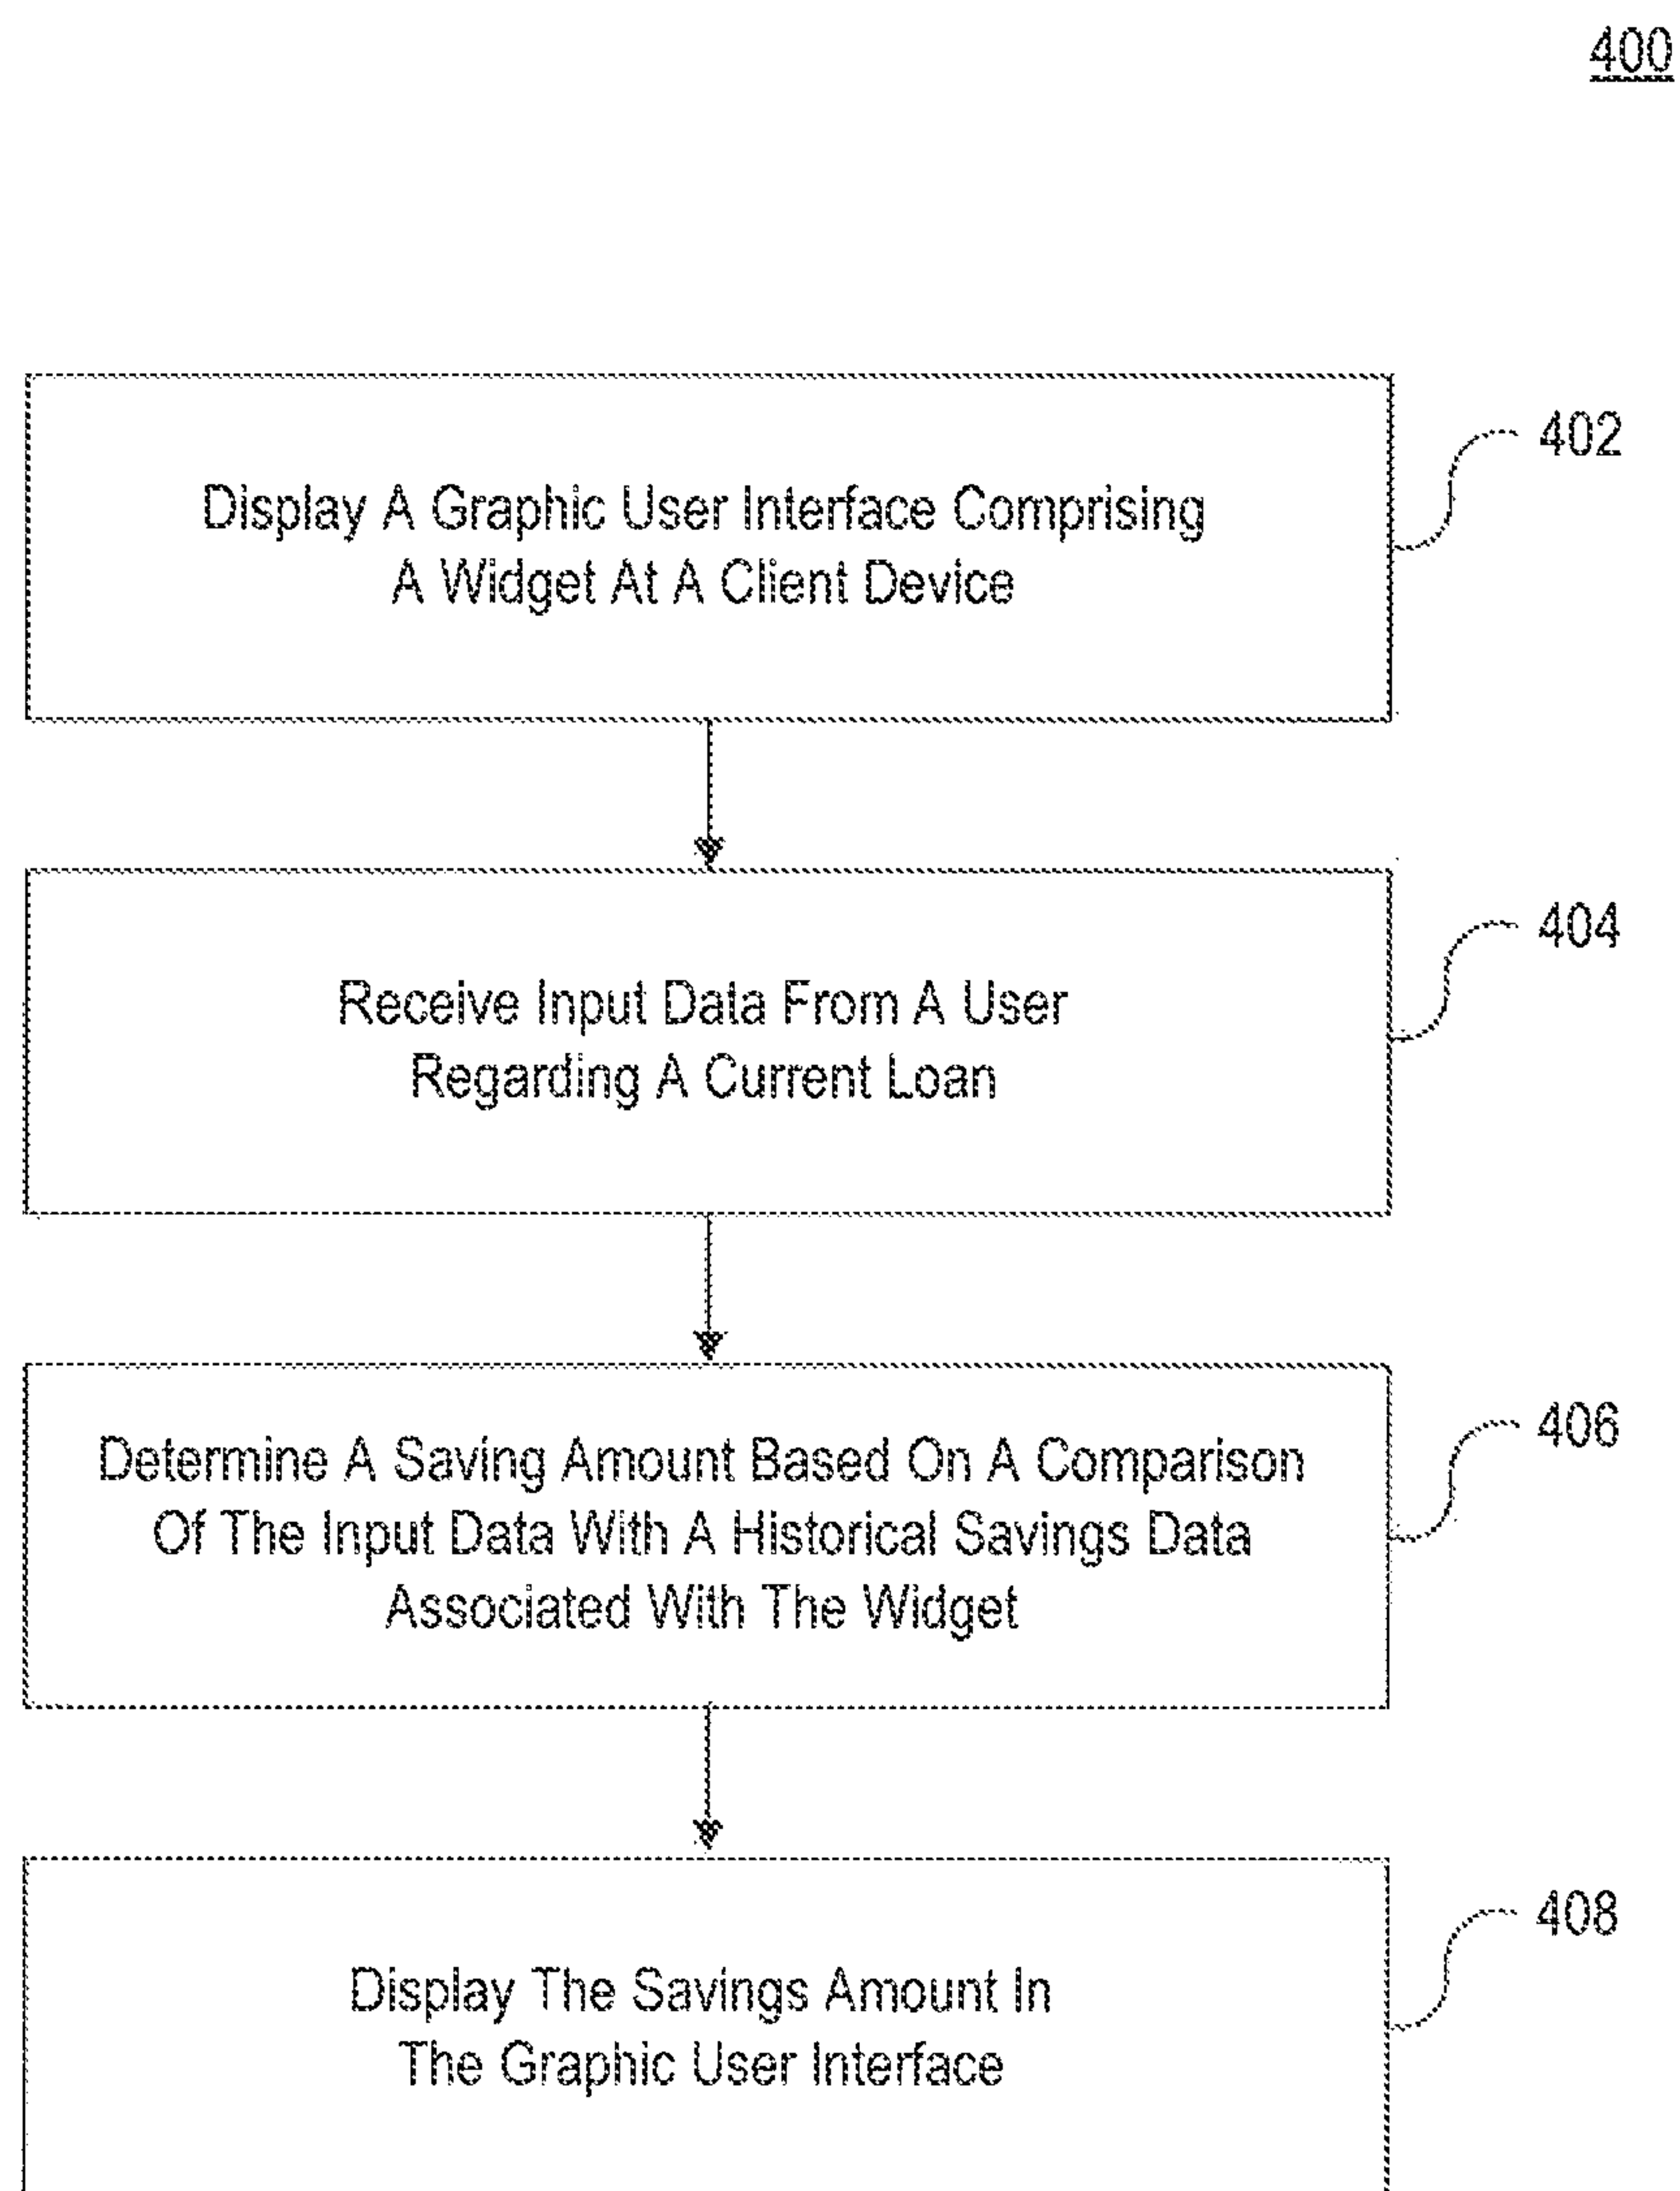 400
Display A Graphic User Interface Comprising
A Widget At A Client Device
402
Receive Input Data From A User
Regarding A Current Loan
404
Determine A Saving Amount Based On A Comparison
Of The Input Data With A Historical Savings Data
Associated With The Widget
406
Display The Savings Amount In
The Graphic User Interface
408